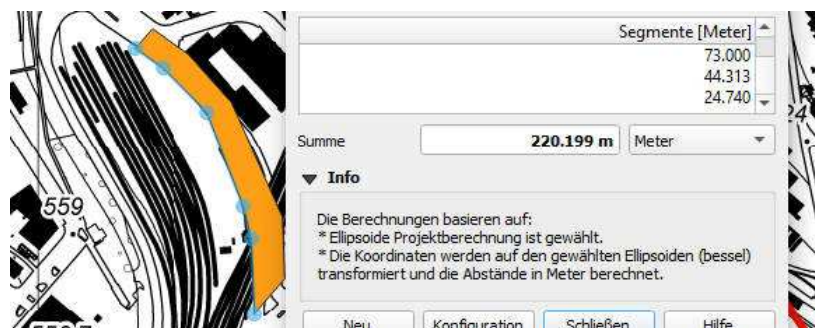 Segmente [Meter]
73.000
44.313
24.740
Summe
220.199 m
Meter
Info
Die Berechnungen basieren auf:
* Ellipsoide Projektberechnung ist gewählt.
* Die Koordinaten werden auf den gewählten Ellipsoiden (bessel)
transformiert und die Abstände in Meter berechnet.
Neu
Konfiguration
Schließen
Hilfe
559
24